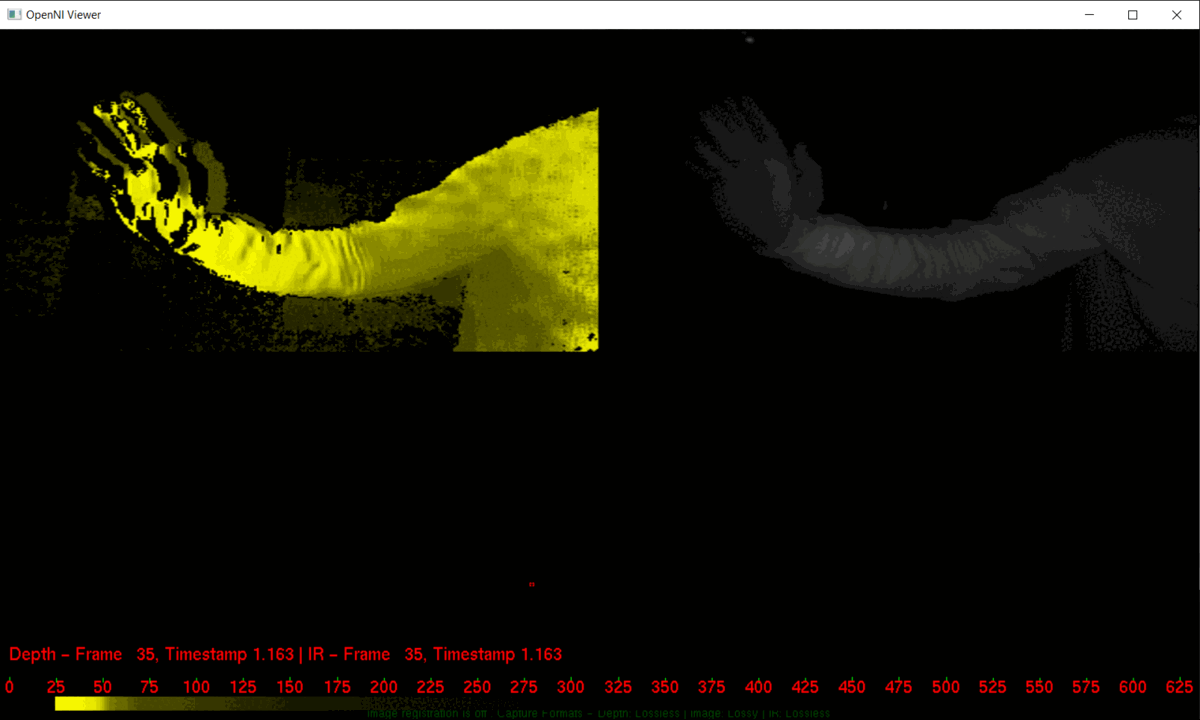 OpenNI Viewer
Depth - Frame 35, Timestamp 1.163 | IR - Frame 35, Timestamp 1.163
0 25 50 75 100 125 150 175 200 225 250 275 300 325 350 375 400 425 450 475 500 525 550 575 600 625
Image registration is off. Capture Formats - Depth: Lossless | Image: Lossy | IR: Lossless